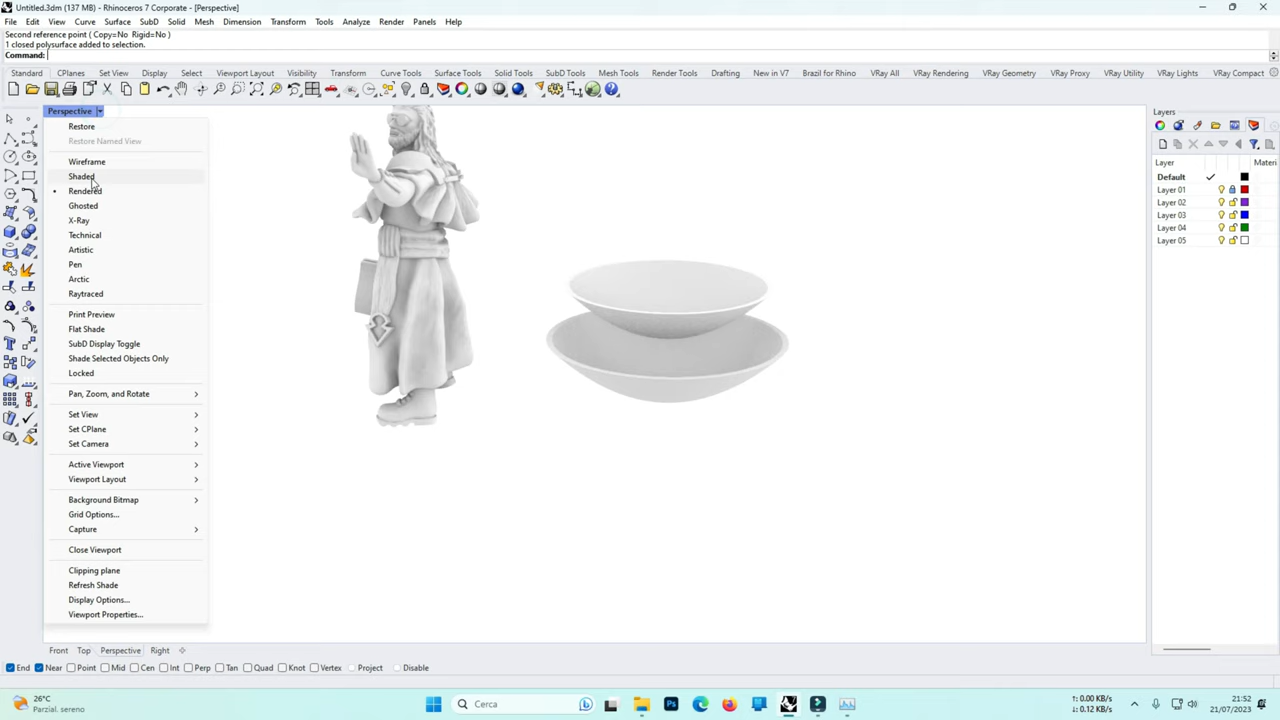 Untitled.3dm (137 MB) - Rhinoceros 7 Corporate - [Perspective]
File Edit View Curve Surface SubD Solid Mesh Dimension Transform Tools Analyze Render Panels Help
Second reference point ( Copy=No Rigid=No )
1 closed polysurface added to selection.
Command:
Standard CPlanes Set View Display Select Viewport Layout Visibility Transform Curve Tools Surface Tools Solid Tools SubD Tools Mesh Tools Render Tools Drafting New in V7 Brazil for Rhino VRay All VRay Rendering VRay Geometry VRay Proxy VRay Utility VRay Lights VRay Compact
Perspective
Restore
Restore Named View
Wireframe
Shaded
Rendered
Ghosted
X-Ray
Technical
Artistic
Pen
Arctic
Raytraced
Print Preview
Flat Shade
SubD Display Toggle
Shade Selected Objects Only
Locked
Pan, Zoom, and Rotate
Set View
Set CPlane
Set Camera
Active Viewport
Viewport Layout
Background Bitmap
Grid Options...
Capture
Close Viewport
Clipping plane
Refresh Shade
Display Options...
Viewport Properties...
Layers
Layer Materi
Default
Layer 01
Layer 02
Layer 03
Layer 04
Layer 05
Front Top Perspective Right
End Near Point Mid Cen Int Perp Tan Quad Knot Vertex Project Disable
26°C
Parzial. sereno
Cerca
↑: 0.00 KB/s
↓: 0.12 KB/s
21:52
21/07/2023